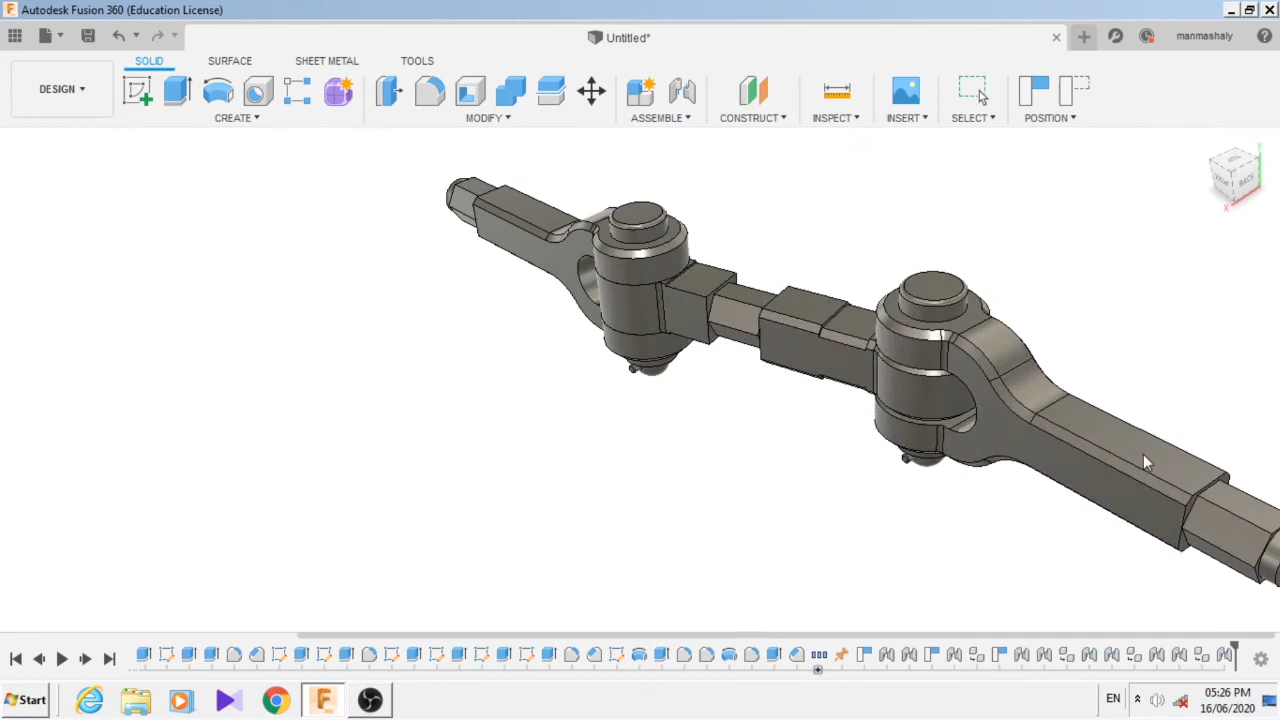 Autodesk Fusion 360 (Education License)
Untitled*
manmashaly
SOLID
SURFACE
SHEET METAL
TOOLS
DESIGN
CREATE
MODIFY
ASSEMBLE
CONSTRUCT
INSPECT
INSERT
SELECT
POSITION
Y
BACK
X
Start
EN
05:26 PM
16/06/2020